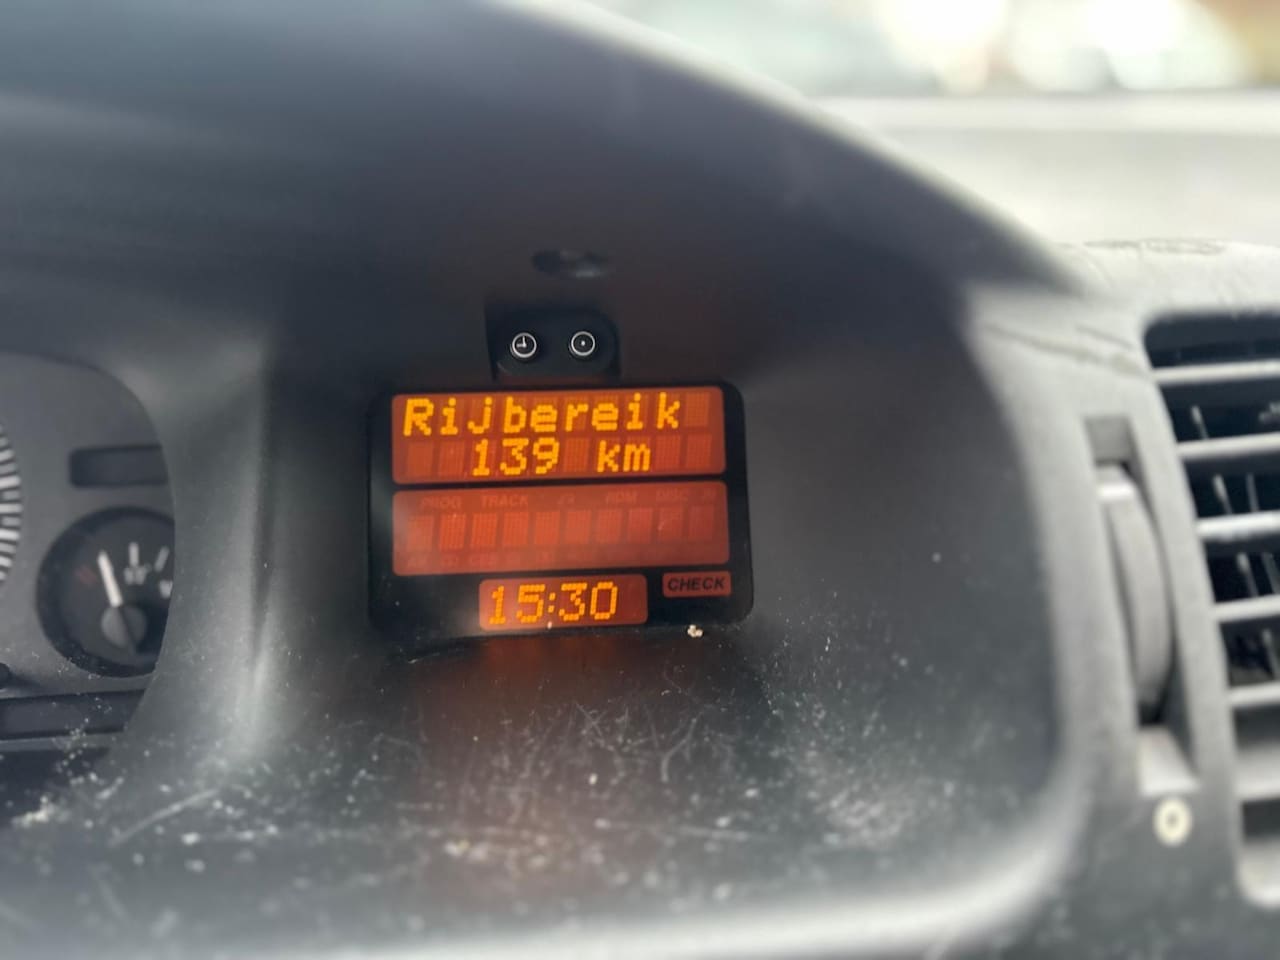 Rijbereik
139 km
PROG TRACK RDM DISC
15:30
CHECK